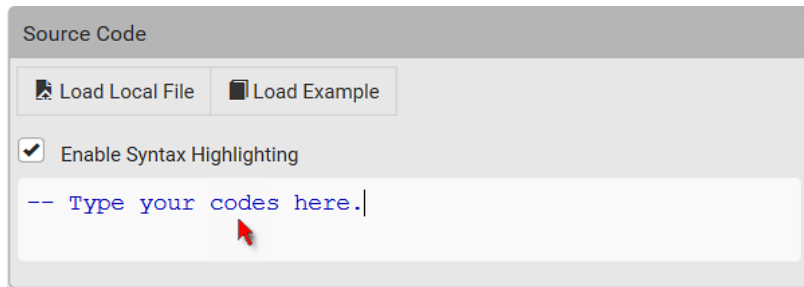 Source Code
Load Local File Load Example
Enable Syntax Highlighting
-- Type your codes here.